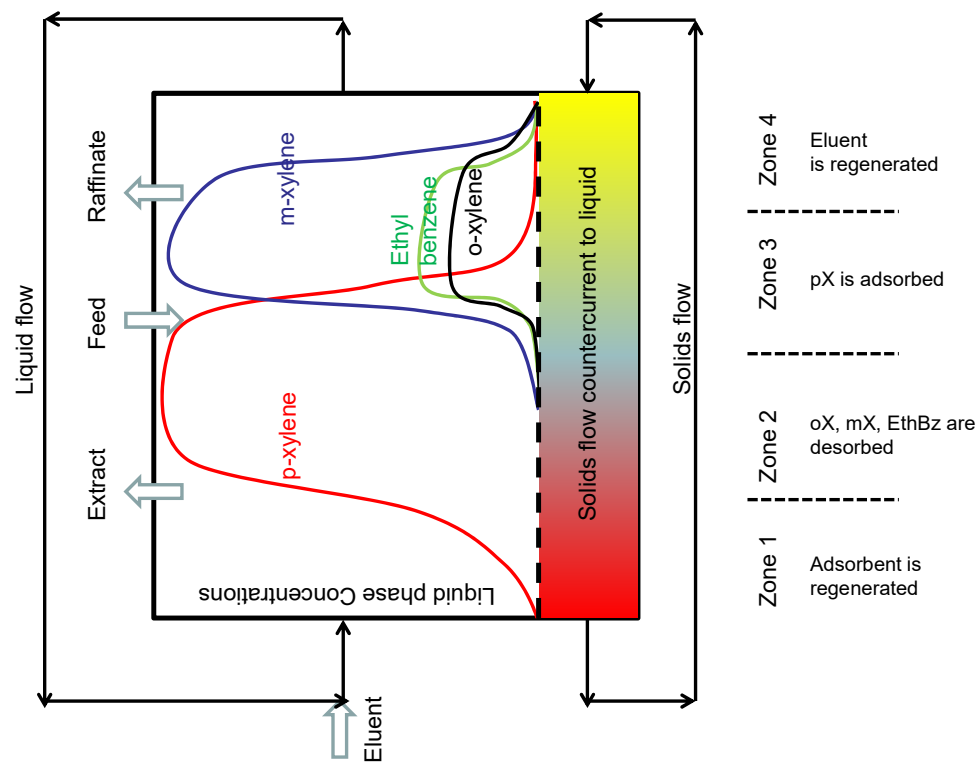 Liquid flow
Raffinate
Feed
Extract
Eluent
m-xylene
Ethyl
benzene
o-xylene
p-xylene
Liquid phase Concentrations
Solids flow countercurrent to liquid
Solids flow
Zone 4
Eluent
is regenerated
Zone 3
pX is adsorbed
Zone 2
oX, mX, EthBz are
desorbed
Zone 1
Adsorbent is
regenerated